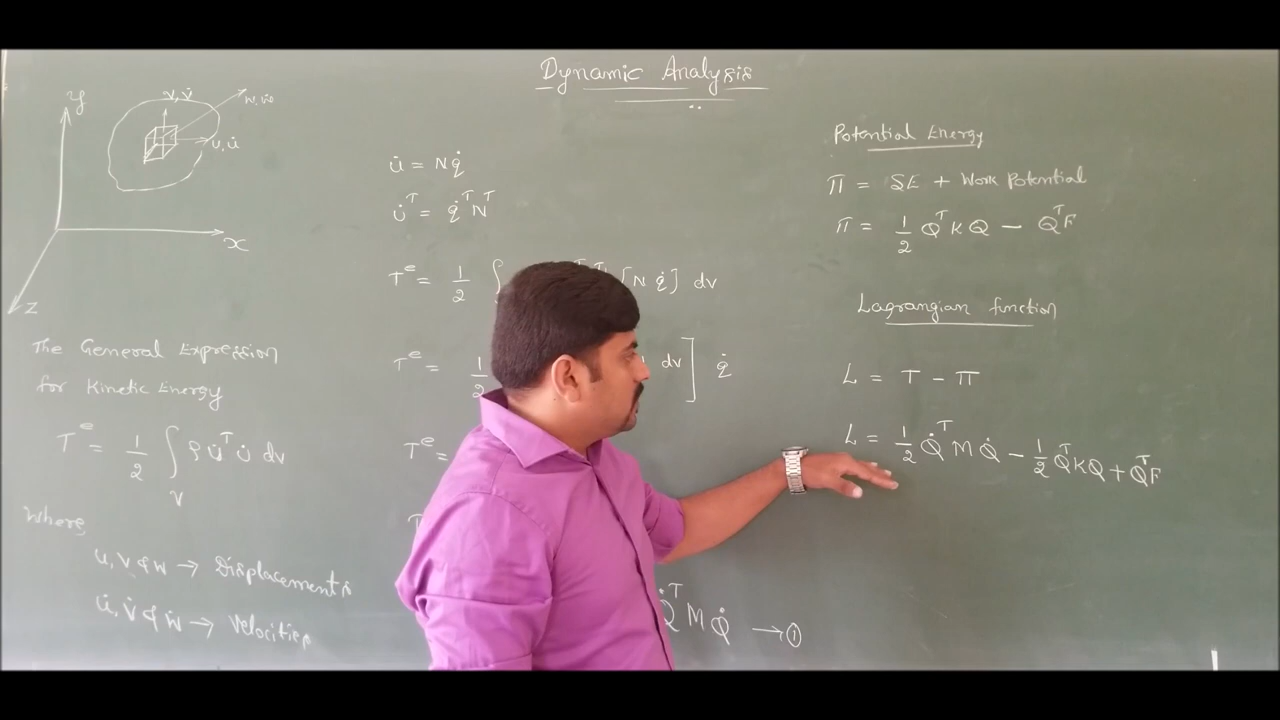 Dynamic Analysis
y
v, v̇
w, ẇ
u, u̇
x
z
The General Expression
for Kinetic Energy
Tᵉ = 1/2 ∫ᵥ ρ u̇ᵀ u̇ dv
Where,
u, v & w → Displacements
u̇, v̇ & ẇ → Velocities
u̇ = N q̇
u̇ᵀ = q̇ᵀ Nᵀ
Tᵉ = 1/2 ∫ [N q̇] dv
Tᵉ = 1/2 dv] q̇
Tᵉ =
Q̇ᵀ M Q̇ → ①
Potential Energy
π = SE + Work Potential
π = 1/2 Qᵀ K Q − Qᵀ F
Lagrangian function
L = T − π
L = 1/2 Q̇ᵀ M Q̇ − 1/2 Qᵀ K Q + Qᵀ F